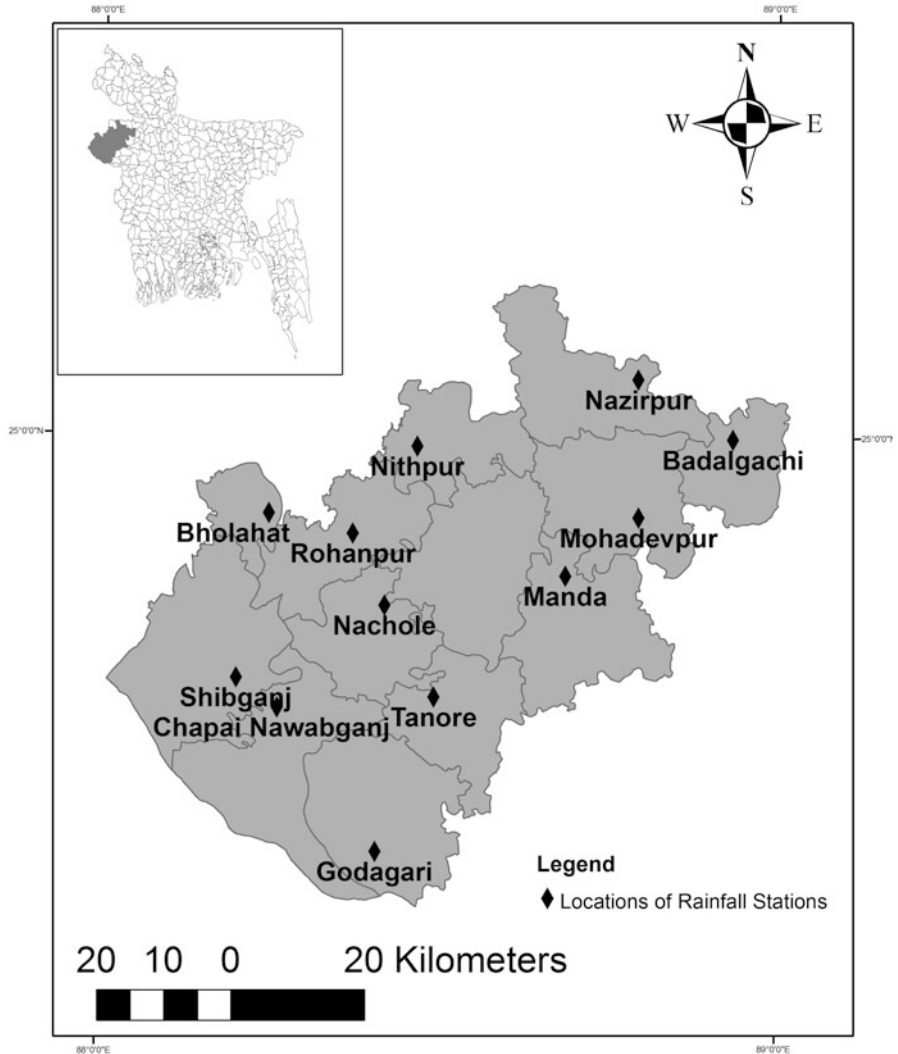 88°0'0"E
89°0'0"E
N
W
E
S
25°0'0"N
25°0'0"N
Nazirpur
Badalgachi
Nithpur
Bholahat
Rohanpur
Mohadevpur
Manda
Nachole
Shibganj
Chapai Nawabganj
Tanore
Godagari
Legend
Locations of Rainfall Stations
20 10 0 20 Kilometers
88°0'0"E
89°0'0"E